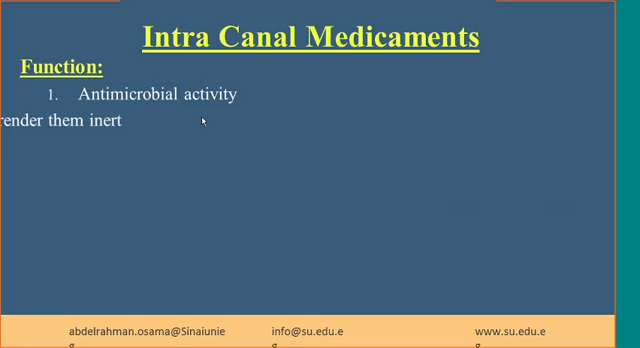 Intra Canal Medicaments
Function:
1. Antimicrobial activity
render them inert
abdelrahman.osama@Sinaiunie
g
info@su.edu.e
g
www.su.edu.e
g